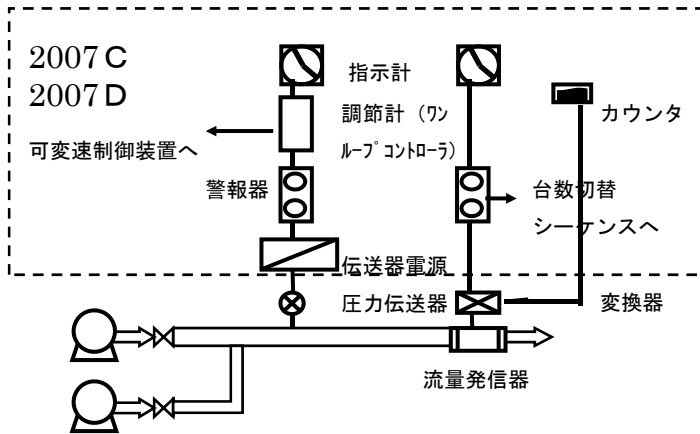 2007C
2007D
指示計
調節計（ﾜﾝ
ﾙｰﾌﾟｺﾝﾄﾛｰﾗ）
カウンタ
可変速制御装置へ
警報器
台数切替
シーケンスへ
伝送器電源
圧力伝送器
変換器
流量発信器